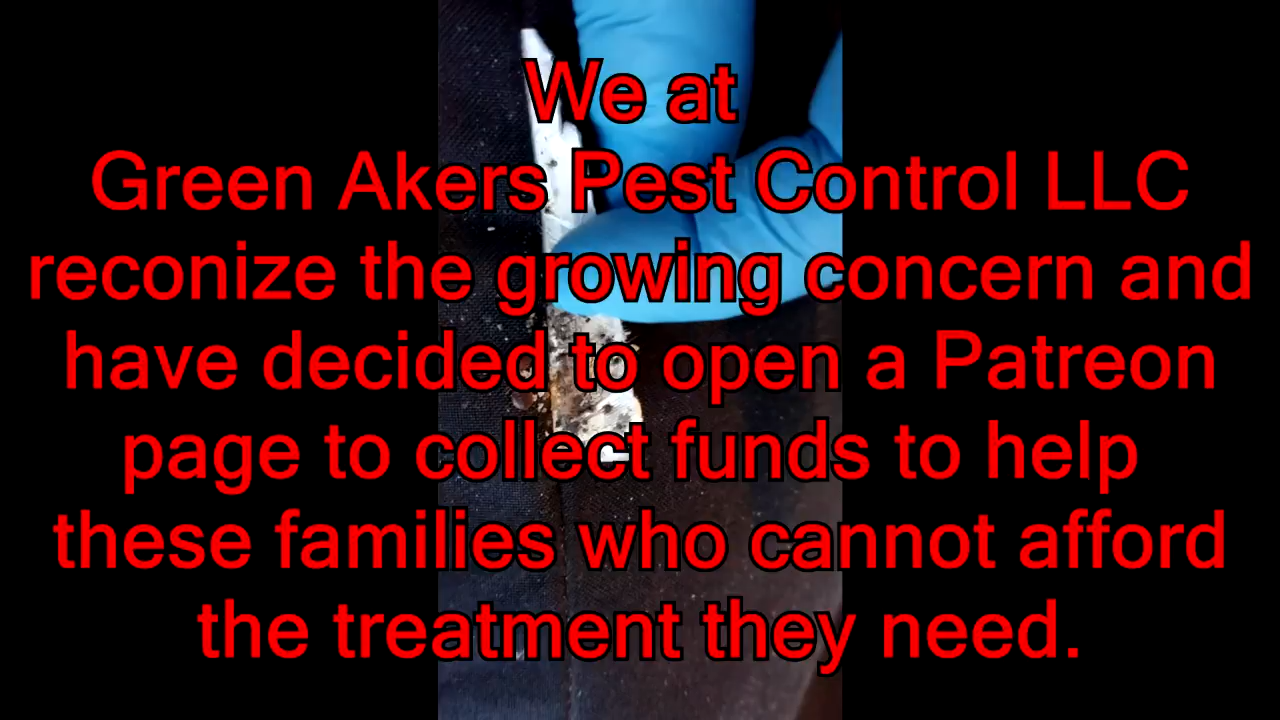 We at
Green Akers Pest Control LLC
reconize the growing concern and
have decided to open a Patreon
page to collect funds to help
these families who cannot afford
the treatment they need.